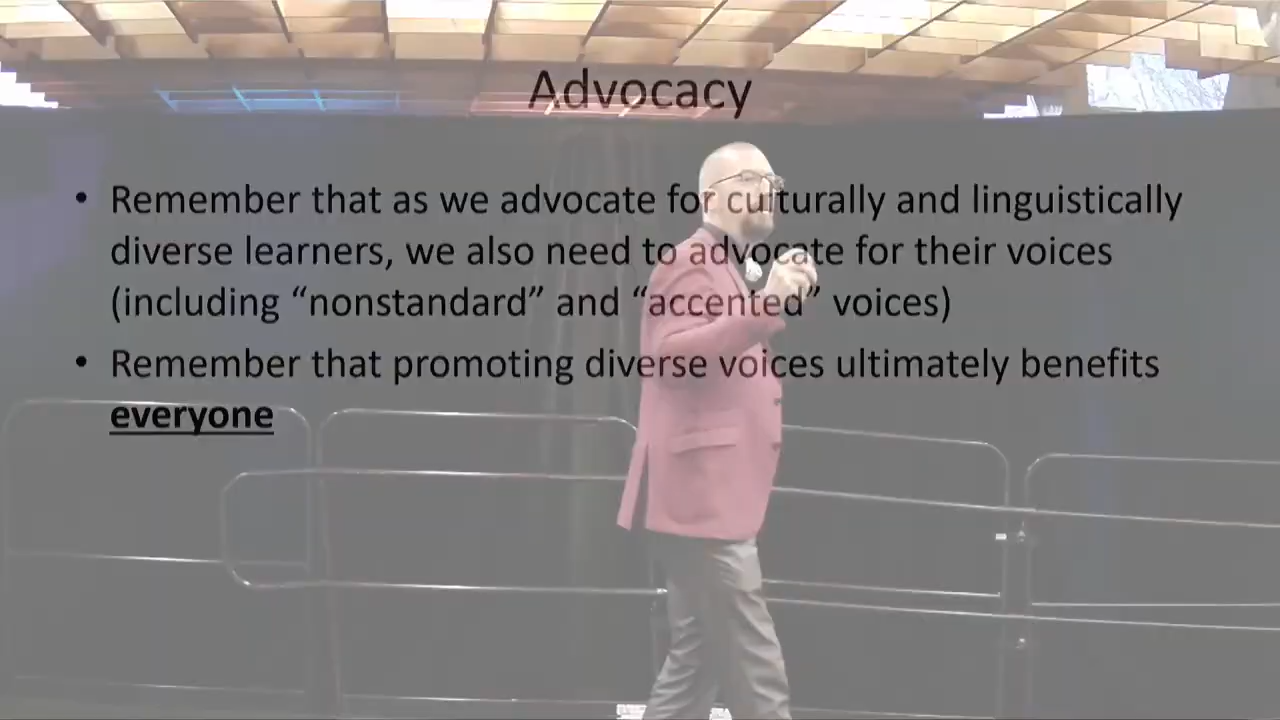 Advocacy
• Remember that as we advocate for culturally and linguistically
diverse learners, we also need to advocate for their voices
(including “nonstandard” and “accented” voices)
• Remember that promoting diverse voices ultimately benefits
everyone